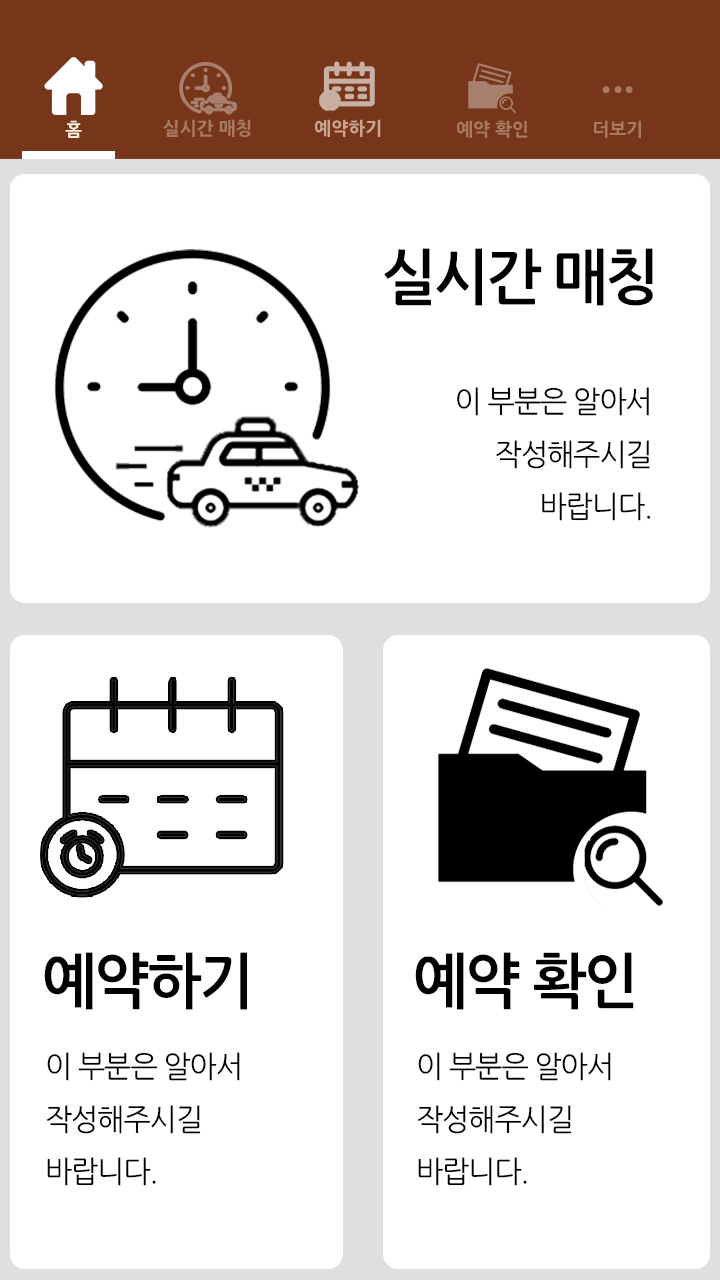 홈
실시간 매칭
예약하기
예약 확인
더보기
실시간 매칭
이 부분은 알아서
작성해주시길
바랍니다.
예약하기
이 부분은 알아서
작성해주시길
바랍니다.
예약 확인
이 부분은 알아서
작성해주시길
바랍니다.